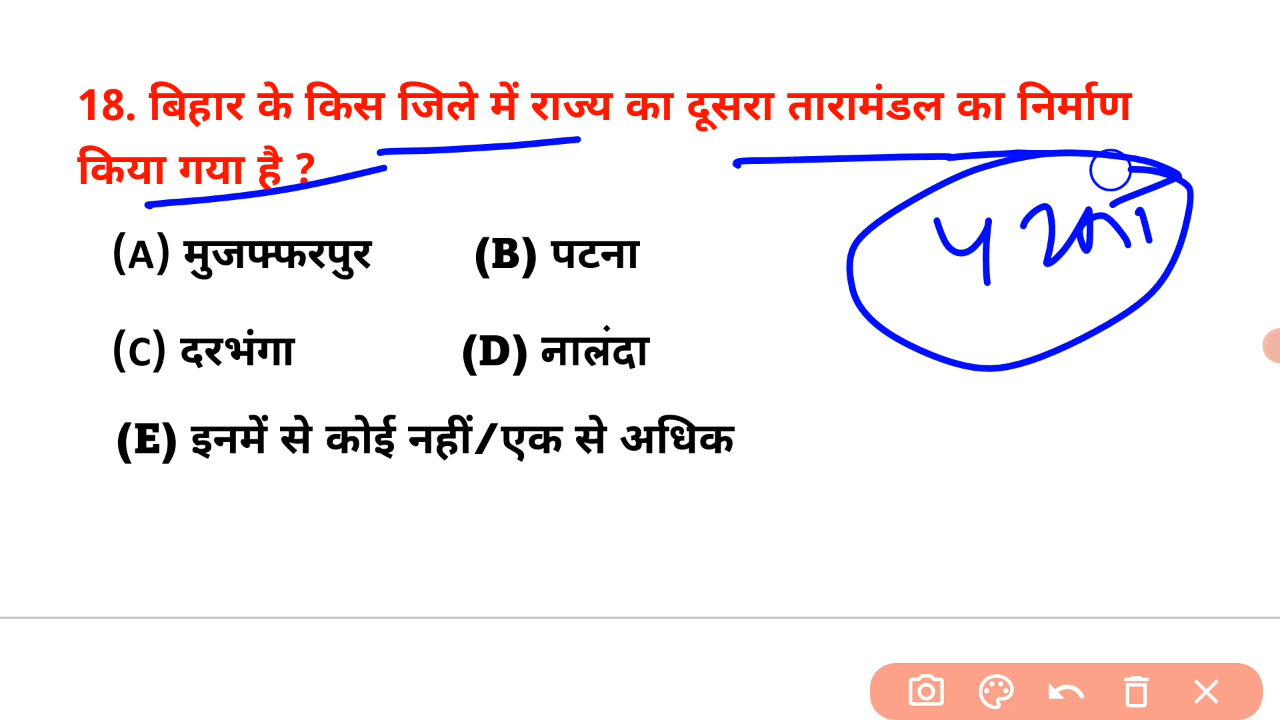 18. बिहार के किस जिले में राज्य का दूसरा तारामंडल का निर्माण
किया गया है ?
(A) मुजफ्फरपुर (B) पटना
(C) दरभंगा (D) नालंदा
(E) इनमें से कोई नहीं/एक से अधिक